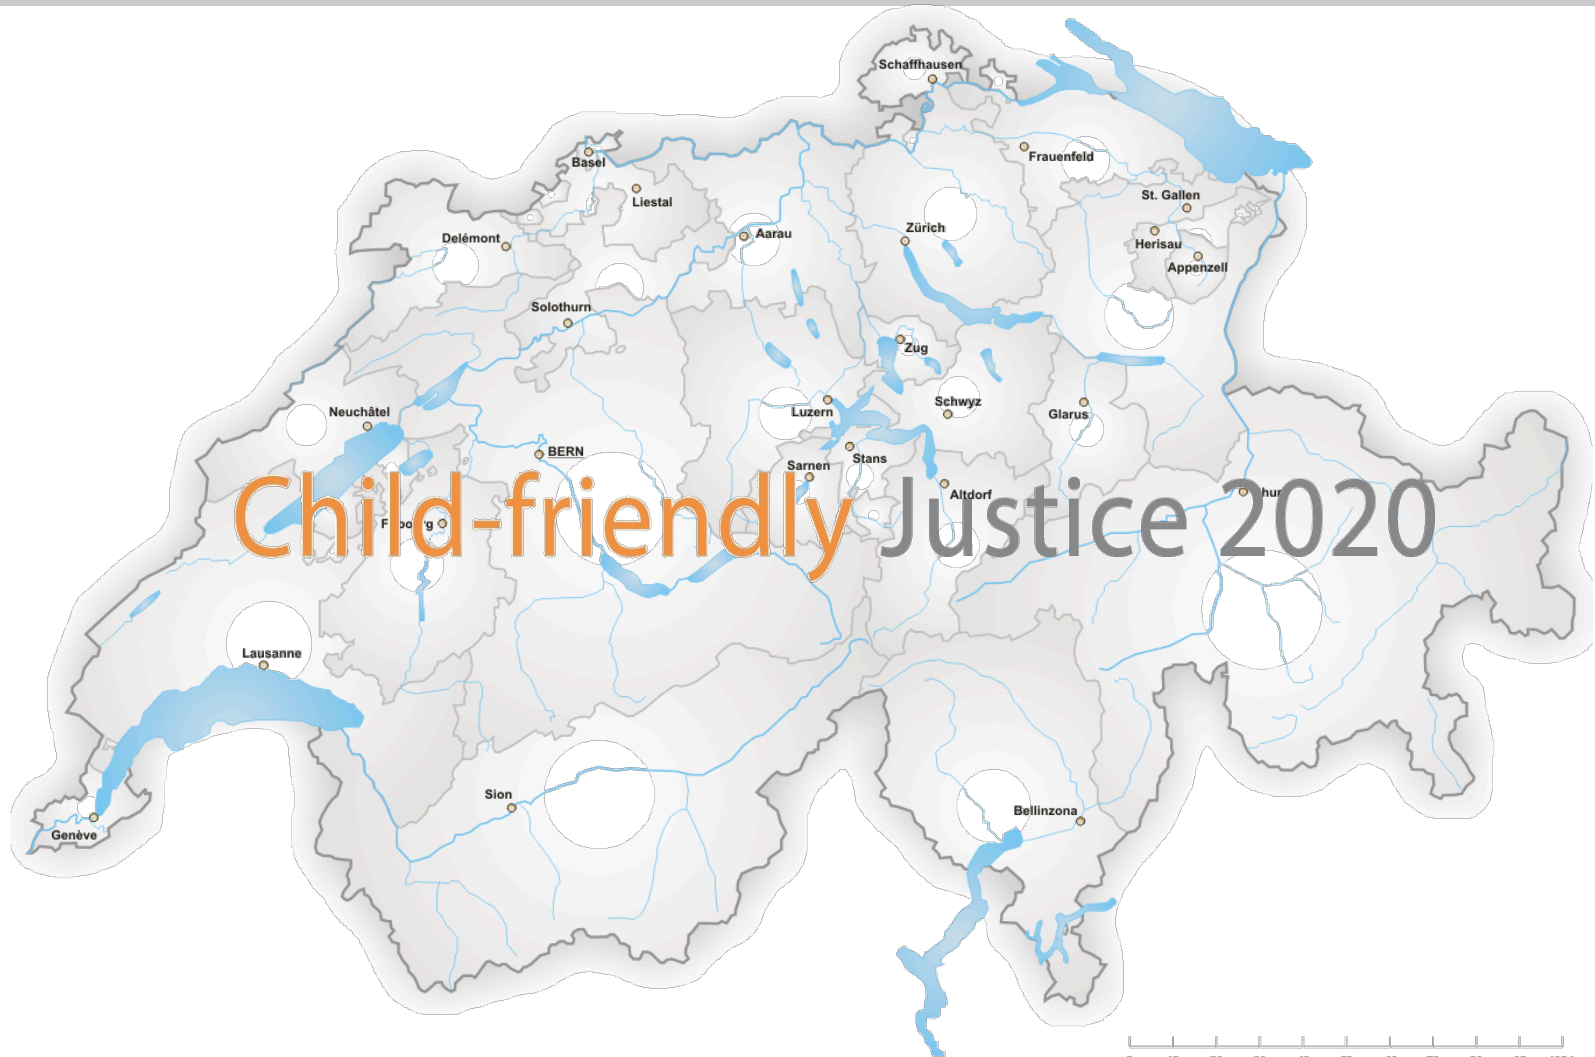 Schaffhausen
Basel
Frauenfeld
Liestal
St. Gallen
Delémont
Aarau
Zürich
Herisau
Appenzell
Solothurn
Zug
Neuchâtel
Luzern
Schwyz
Glarus
BERN
Stans
Sarnen
Altdorf
Child-friendly Justice 2020
Lausanne
Sion
Bellinzona
Genève